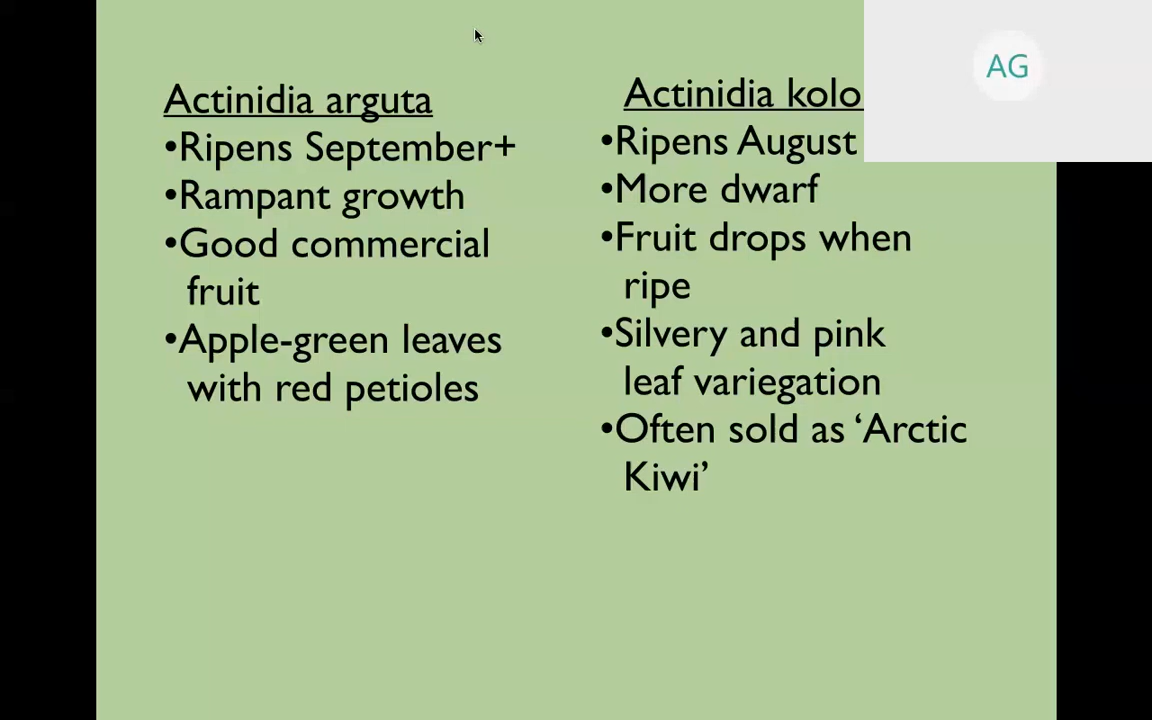 Actinidia arguta
•Ripens September+
•Rampant growth
•Good commercial
fruit
•Apple-green leaves
with red petioles
Actinidia kolo
•Ripens August
•More dwarf
•Fruit drops when
ripe
•Silvery and pink
leaf variegation
•Often sold as ‘Arctic
Kiwi’
AG